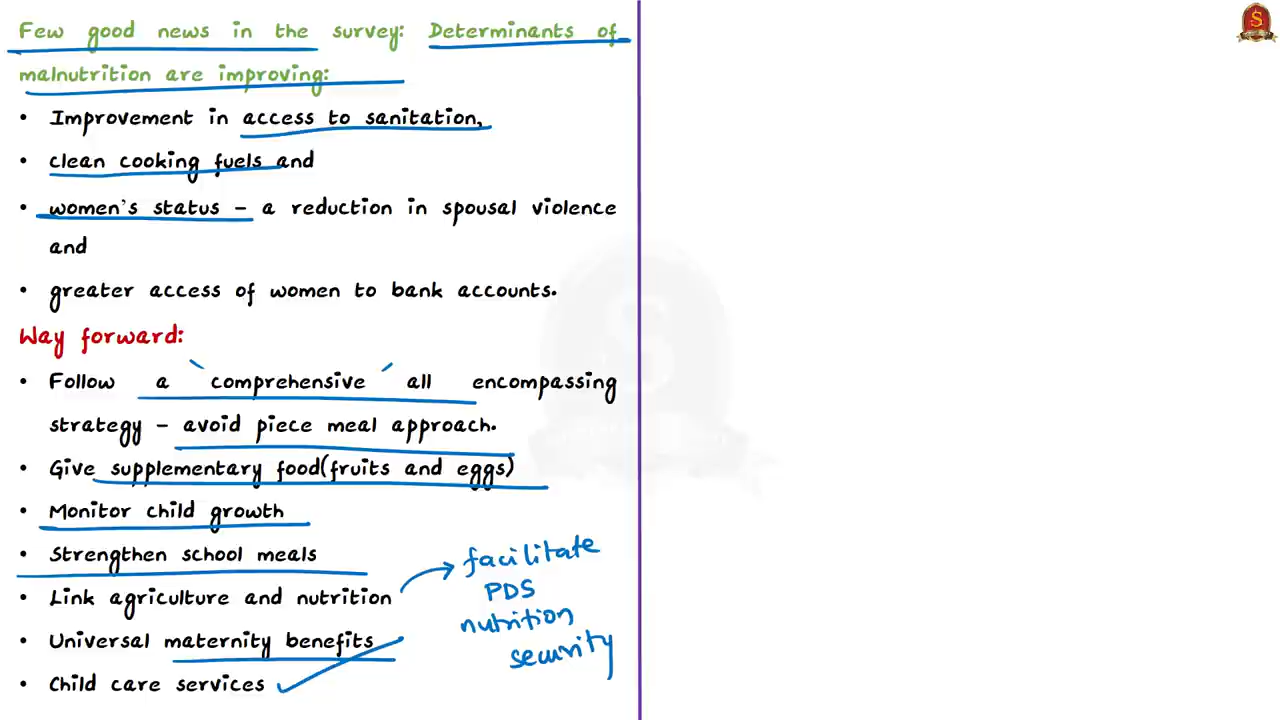 Few good news in the survey: Determinants of
malnutrition are improving:
• Improvement in access to sanitation,
• clean cooking fuels and
• women's status – a reduction in spousal violence
and
• greater access of women to bank accounts.
Way forward:
• Follow a comprehensive all encompassing
strategy – avoid piece meal approach.
• Give supplementary food(fruits and eggs)
• Monitor child growth
• Strengthen school meals
• Link agriculture and nutrition
• Universal maternity benefits
• Child care services
facilitate
PDS
nutrition
security
S